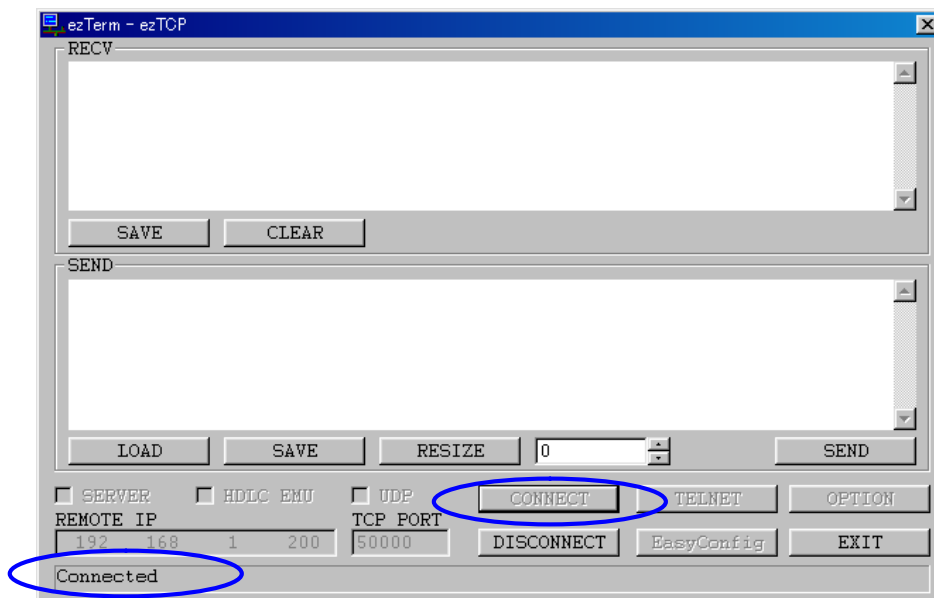 ezTerm - ezTCP
RECV
SAVE CLEAR
SEND
LOAD SAVE RESIZE 0 SEND
SERVER HDLC EMU UDP CONNECT TELNET OPTION
REMOTE IP TCP PORT
192 168 1 200 50000 DISCONNECT EasyConfig EXIT
Connected